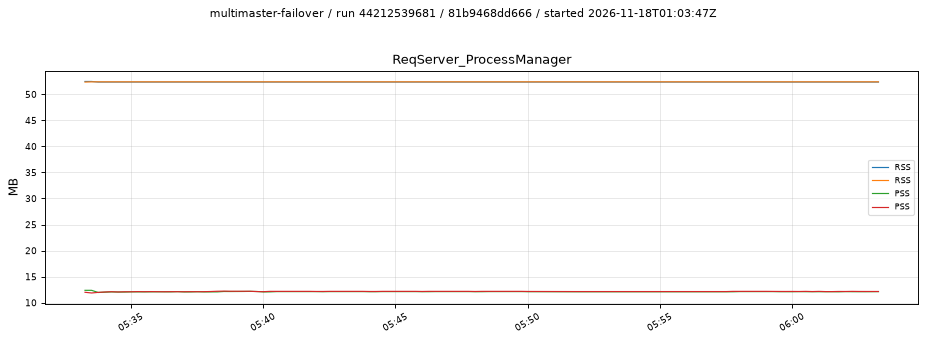 multimaster-failover / run 44212539681 / 81b9468dd666 / started 2026-11-18T01:03:47Z
ReqServer_ProcessManager
MB
50
45
40
35
30
25
20
15
10
RSS
RSS
PSS
PSS
05:35
05:40
05:45
05:50
05:55
06:00